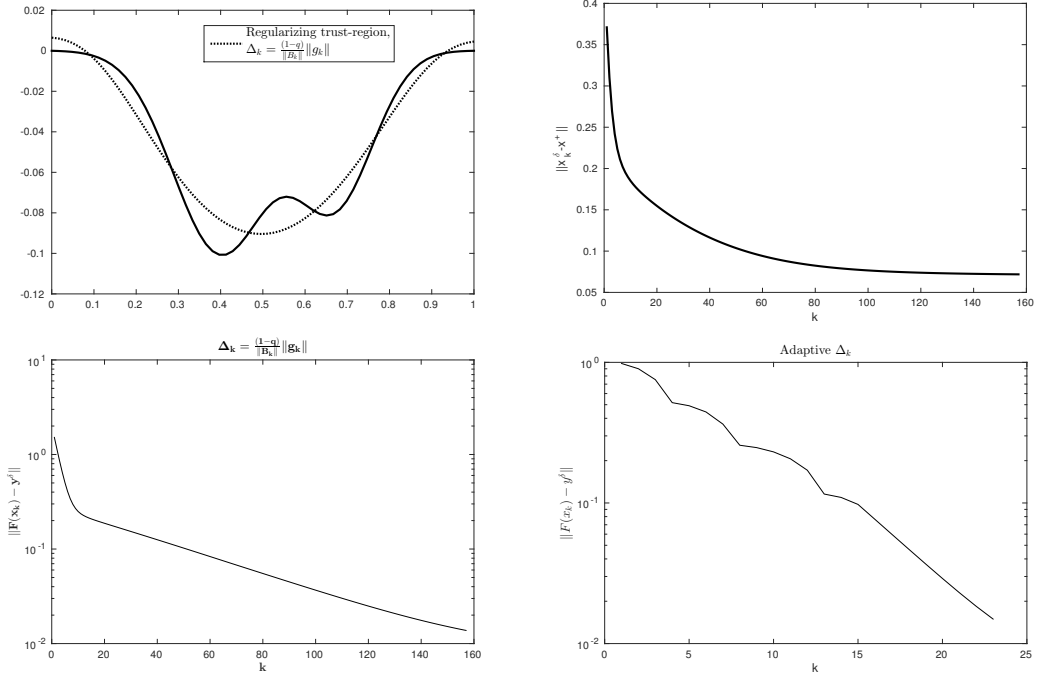 0
-0.02
-0.04
-0.06
-0.08
-0.1
-0.12
0.02
0 0.1 0.2 0.3 0.4 0.5 0.6 0.7 0.8 0.9 1
Regularizing trust-region,
Δ_k = (1−q)/‖B_k‖ ‖g_k‖
0.4
0.35
0.3
0.25
0.2
0.15
0.1
0.05
0 20 40 60 80 100 120 140 160
||x_k^δ-x^+||
k
Δ_k = (1−q)/‖B_k‖ ‖g_k‖
10^1
10^0
10^-1
10^-2
0 20 40 60 80 100 120 140 160
||F(x_k) − y^δ||
k
Adaptive Δ_k
10^0
10^-1
10^-2
0 5 10 15 20 25
||F(x_k) − y^δ||
k